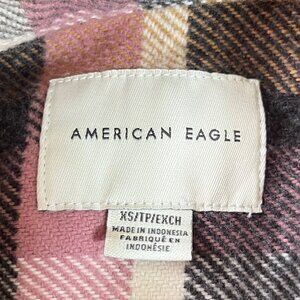 AMERICAN EAGLE
XS/TP/EXCH
MADE IN INDONESIA
FABRIQUÉ EN
INDONÉSIE